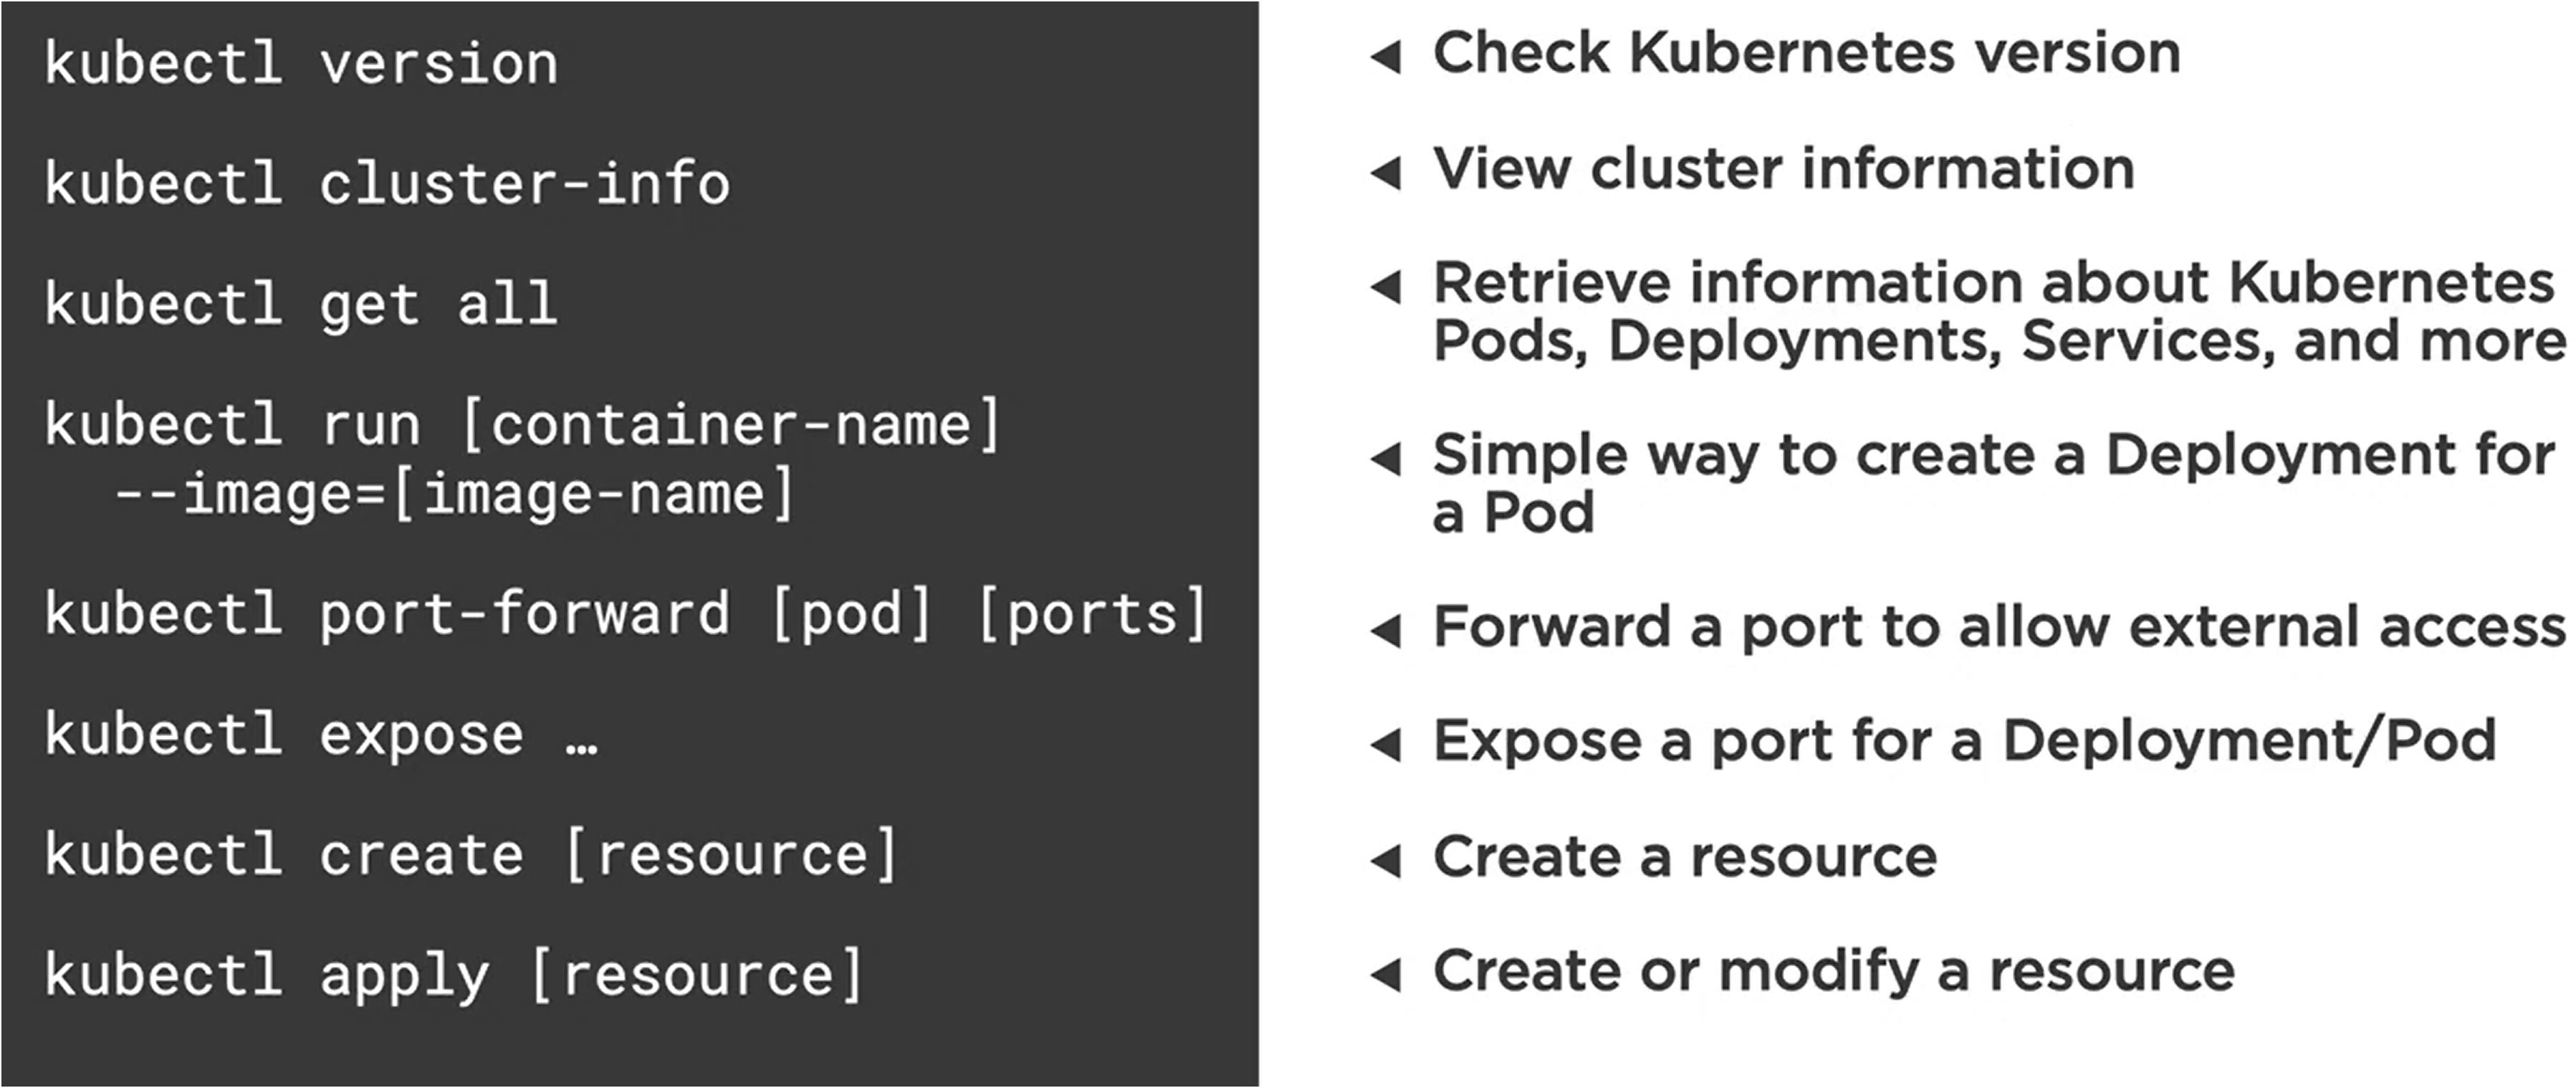 kubectl version
◄ Check Kubernetes version
kubectl cluster-info
◄ View cluster information
kubectl get all
◄ Retrieve information about Kubernetes
Pods, Deployments, Services, and more
kubectl run [container-name]
--image=[image-name]
◄ Simple way to create a Deployment for
a Pod
kubectl port-forward [pod] [ports]
◄ Forward a port to allow external access
kubectl expose …
◄ Expose a port for a Deployment/Pod
kubectl create [resource]
◄ Create a resource
kubectl apply [resource]
◄ Create or modify a resource